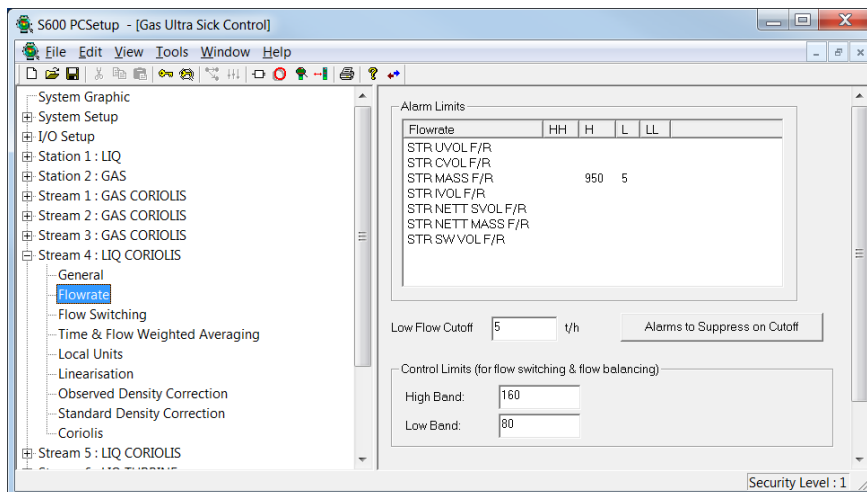 S600 PCSetup - [Gas Ultra Sick Control]
File Edit View Tools Window Help
System Graphic
System Setup
I/O Setup
Station 1 : LIQ
Station 2 : GAS
Stream 1 : GAS CORIOLIS
Stream 2 : GAS CORIOLIS
Stream 3 : GAS CORIOLIS
Stream 4 : LIQ CORIOLIS
General
Flowrate
Flow Switching
Time & Flow Weighted Averaging
Local Units
Linearisation
Observed Density Correction
Standard Density Correction
Coriolis
Stream 5 : LIQ CORIOLIS
Alarm Limits
Flowrate HH H L LL
STR UVOL F/R
STR CVOL F/R
STR MASS F/R 950 5
STR IVOL F/R
STR NETT SVOL F/R
STR NETT MASS F/R
STR SW VOL F/R
Low Flow Cutoff 5 t/h Alarms to Suppress on Cutoff
Control Limits (for flow switching & flow balancing)
High Band: 160
Low Band: 80
Security Level : 1